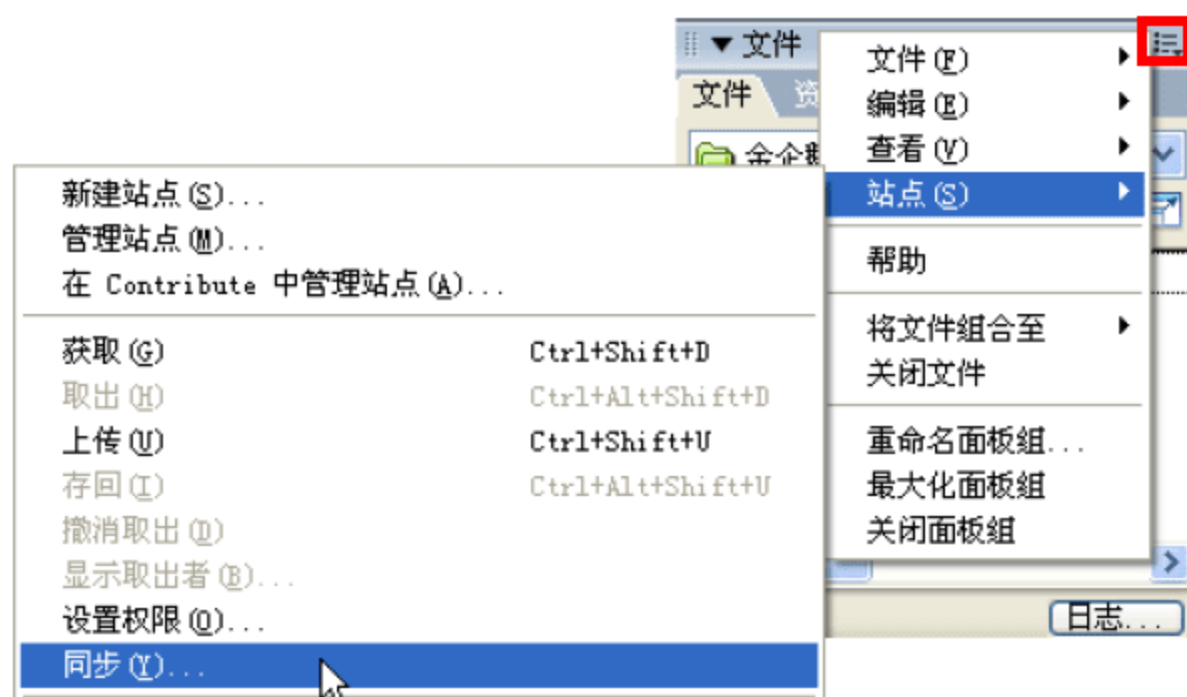 文件
文件
金企
文件(F)
编辑(E)
查看(V)
站点(S)
帮助
将文件组合至
关闭文件
重命名面板组...
最大化面板组
关闭面板组
新建站点(S)...
管理站点(M)...
在 Contribute 中管理站点(A)...
获取(G) Ctrl+Shift+D
取出(H) Ctrl+Alt+Shift+D
上传(U) Ctrl+Shift+U
存回(I) Ctrl+Alt+Shift+U
撤消取出(D)
显示取出者(B)...
设置权限(O)...
同步(Y)...
日志...